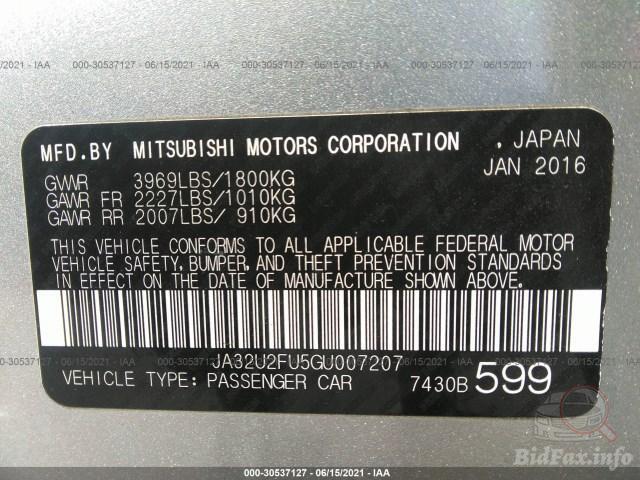 000-30537127 - 06/15/2021 - IAA
MFD.BY MITSUBISHI MOTORS CORPORATION , JAPAN
JAN 2016
GVWR 3969LBS/1800KG
GAWR FR 2227LBS/1010KG
GAWR RR 2007LBS/ 910KG
THIS VEHICLE CONFORMS TO ALL APPLICABLE FEDERAL MOTOR
VEHICLE SAFETY, BUMPER, AND THEFT PREVENTION STANDARDS
IN EFFECT ON THE DATE OF MANUFACTURE SHOWN ABOVE.
JA32U2FU5GU007207
VEHICLE TYPE: PASSENGER CAR 7430B 599
000-30537127 - 06/15/2021 - IAA
BidFax.info